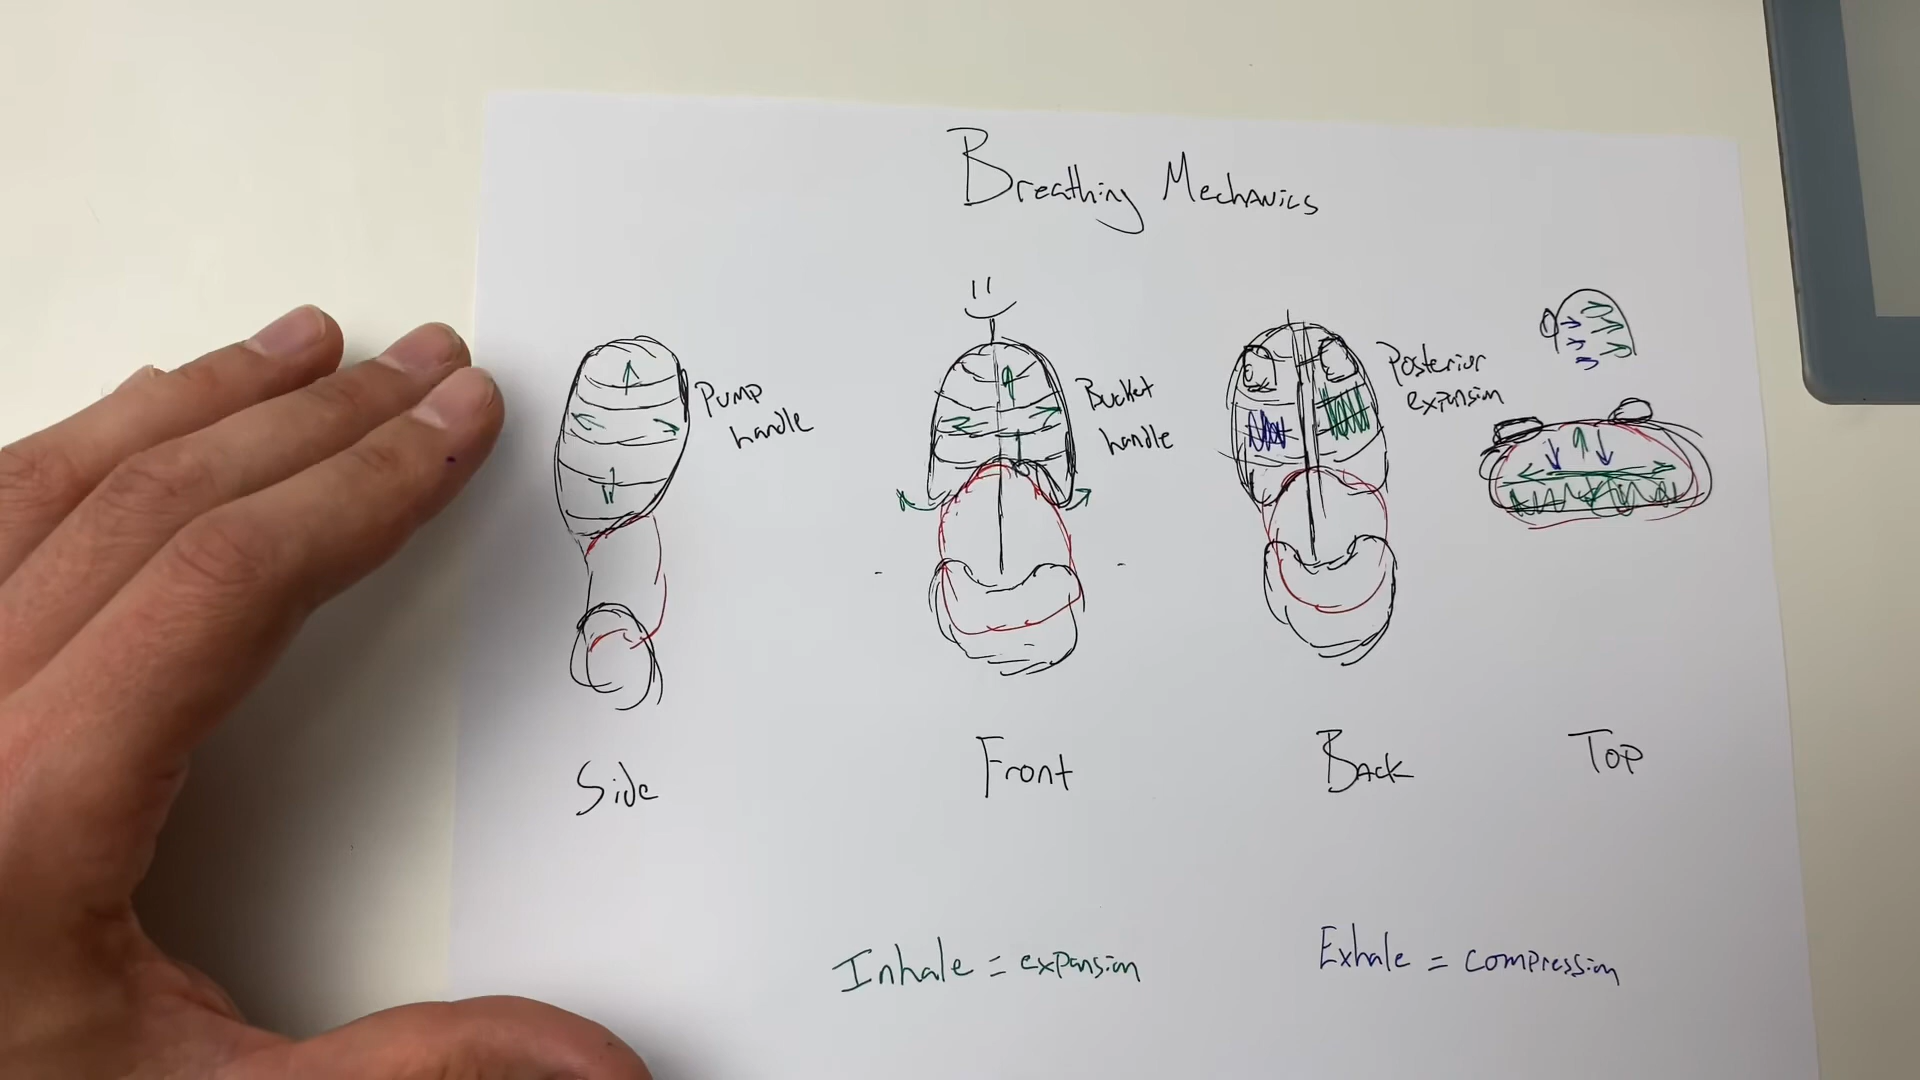 Breathing Mechanics
Pump
handle
Bucket
handle
Posterior
expansion
Side
Front
Back
Top
Inhale = expansion
Exhale = compression